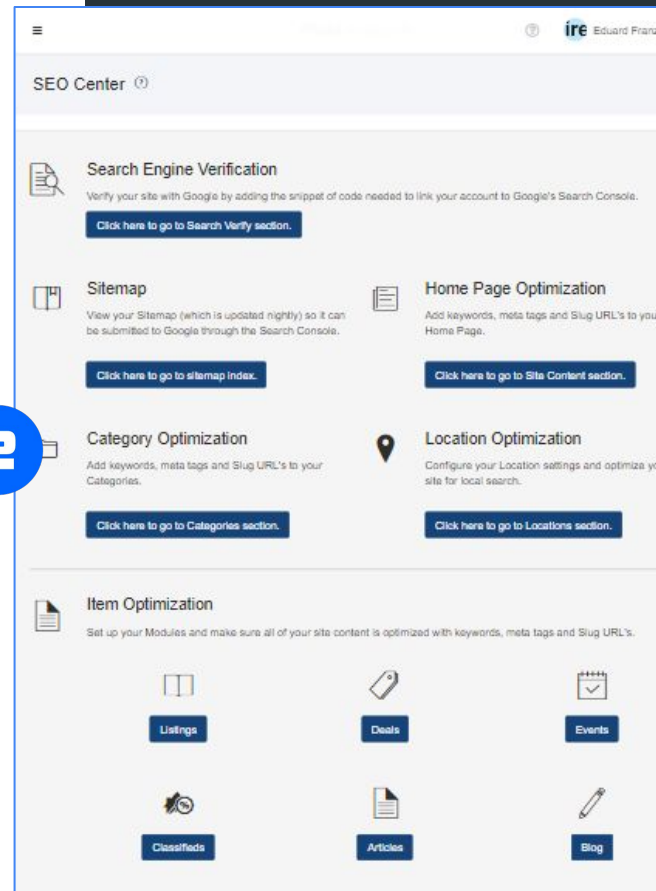 ire Eduard Franz
SEO Center
Search Engine Verification
Verify your site with Google by adding the snippet of code needed to link your account to Google's Search Console.
Click here to go to Search Verify section.
Sitemap
View your Sitemap (which is updated nightly) so it can
be submitted to Google through the Search Console.
Click here to go to sitemap index.
Home Page Optimization
Add keywords, meta tags and Slug URL's to you
Home Page.
Click here to go to Site Content section.
Category Optimization
Add keywords, meta tags and Slug URL's to your
Categories.
Click here to go to Categories section.
Location Optimization
Configure your Location settings and optimize yo
site for local search.
Click here to go to Locations section.
Item Optimization
Set up your Modules and make sure all of your site content is optimized with keywords, meta tags and Slug URL's.
Listings
Deals
Events
Classifieds
Articles
Blog